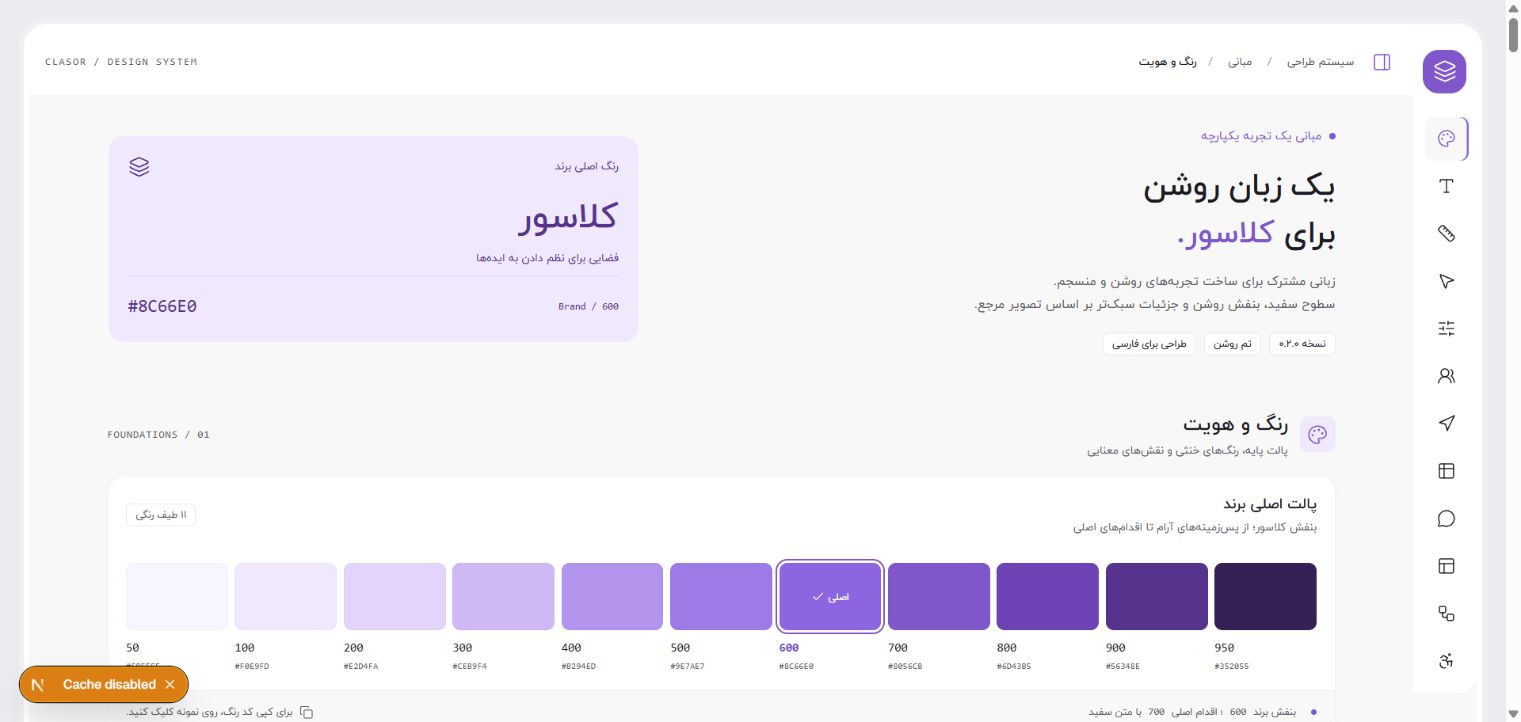 سیستم طراحی / مبانی / رنگ و هویت
CLASOR / DESIGN SYSTEM
مبانی یک تجربه یکپارچه
یک زبان روشن
برای کلاسور.
زبانی مشترک برای ساخت تجربه‌های روشن و منسجم.
سطوح سفید، بنفش روشن و جزئیات سبک‌تر بر اساس تصویر مرجع.
نسخه ۰.۲.۰
تم روشن
طراحی برای فارسی
رنگ اصلی برند
کلاسور
فضایی برای نظم دادن به ایده‌ها
Brand / 600
#8C66E0
رنگ و هویت
پالت پایه، رنگ‌های خنثی و نقش‌های معنایی
FOUNDATIONS / 01
پالت اصلی برند
بنفش کلاسور؛ از پس‌زمینه‌های آرام تا اقدام‌های اصلی
۱۱ طیف رنگی
اصلی
50 100 200 300 400 500 600 700 800 900 950
#F0E9FD #E2D4FA #CEB9F4 #B294ED #9E7AE7 #8C66E0 #8056CB #6D43B5 #56348E #352055
بنفش برند 600 ؛ اقدام اصلی 700 با متن سفید
برای کپی کد رنگ، روی نمونه کلیک کنید.
Cache disabled